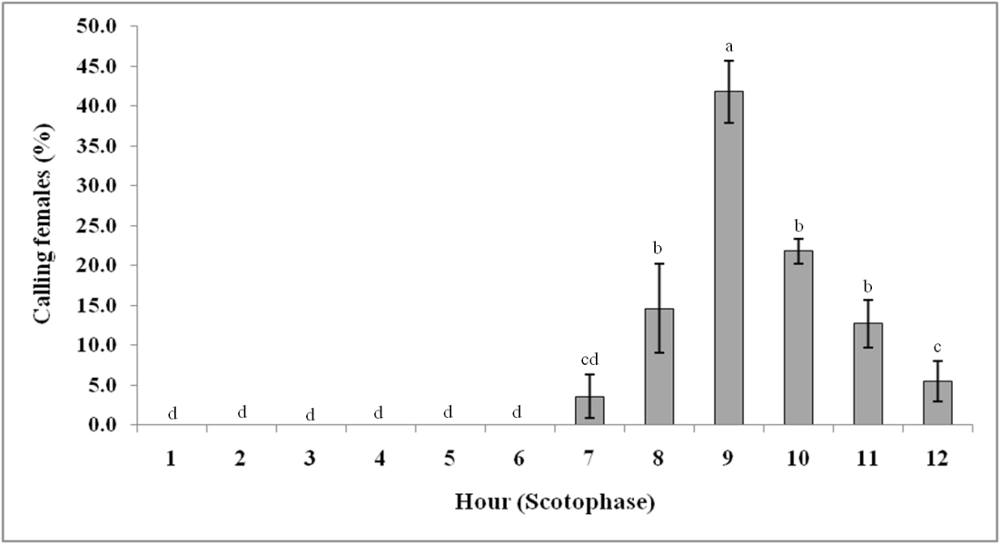 50.0
45.0
40.0
35.0
30.0
25.0
20.0
15.0
10.0
5.0
0.0
Calling females (%)
a
b
b
b
cd
c
d d d d d d
1 2 3 4 5 6 7 8 9 10 11 12
Hour (Scotophase)